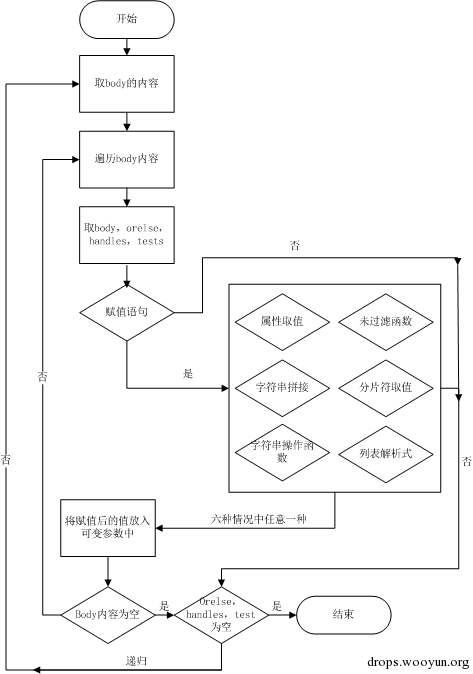 开始
取body的内容
遍历body内容
取body，orelse，
handles，tests
否
赋值语句
是
属性取值
未过滤函数
字符串拼接
分片符取值
字符串操作函
数
列表解析式
否
否
否
六种情况中任意一种
将赋值后的值放入
可变参数中
Body内容为空
是
Orelse，
handles，test
为空
是
结束
递归
drops.wooyun.org